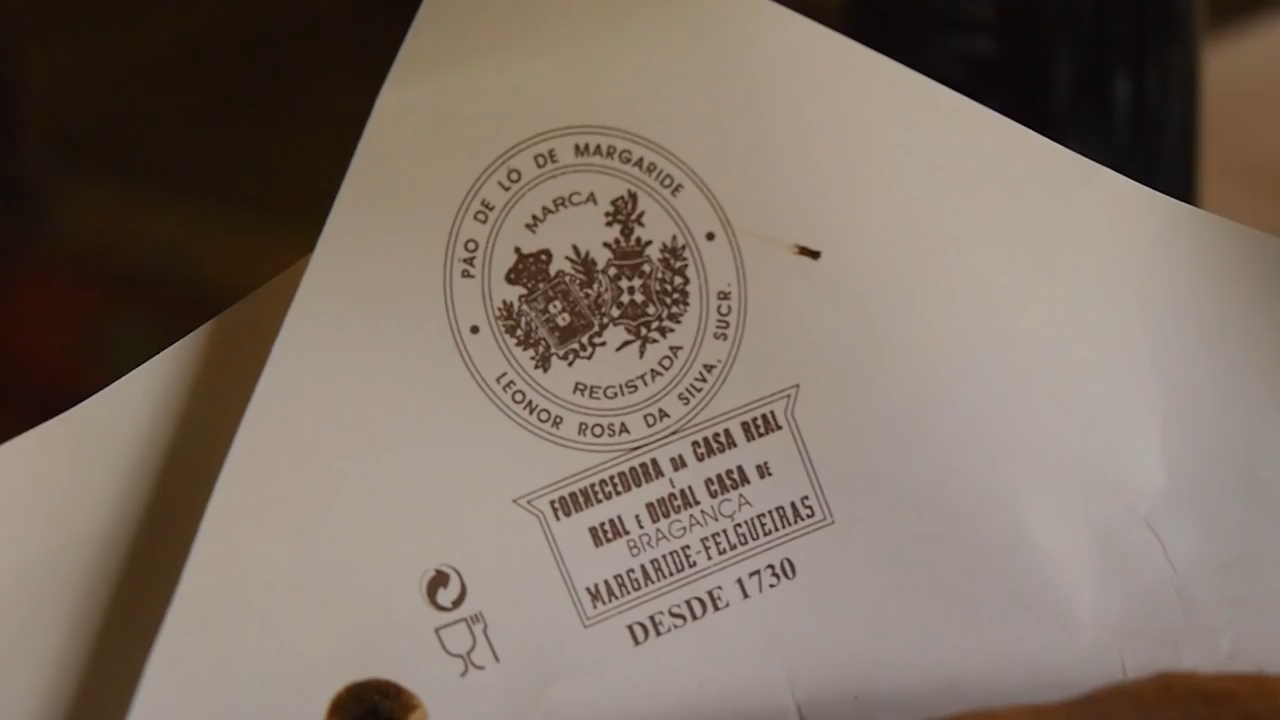 PÃO DE LÓ DE MARGARIDE
MARCA
REGISTADA
LEONOR ROSA DA SILVA, SUCR.
FORNECEDORA DA CASA REAL
E
REAL E DUCAL CASA DE
BRAGANÇA
MARGARIDE-FELGUEIRAS
DESDE 1730